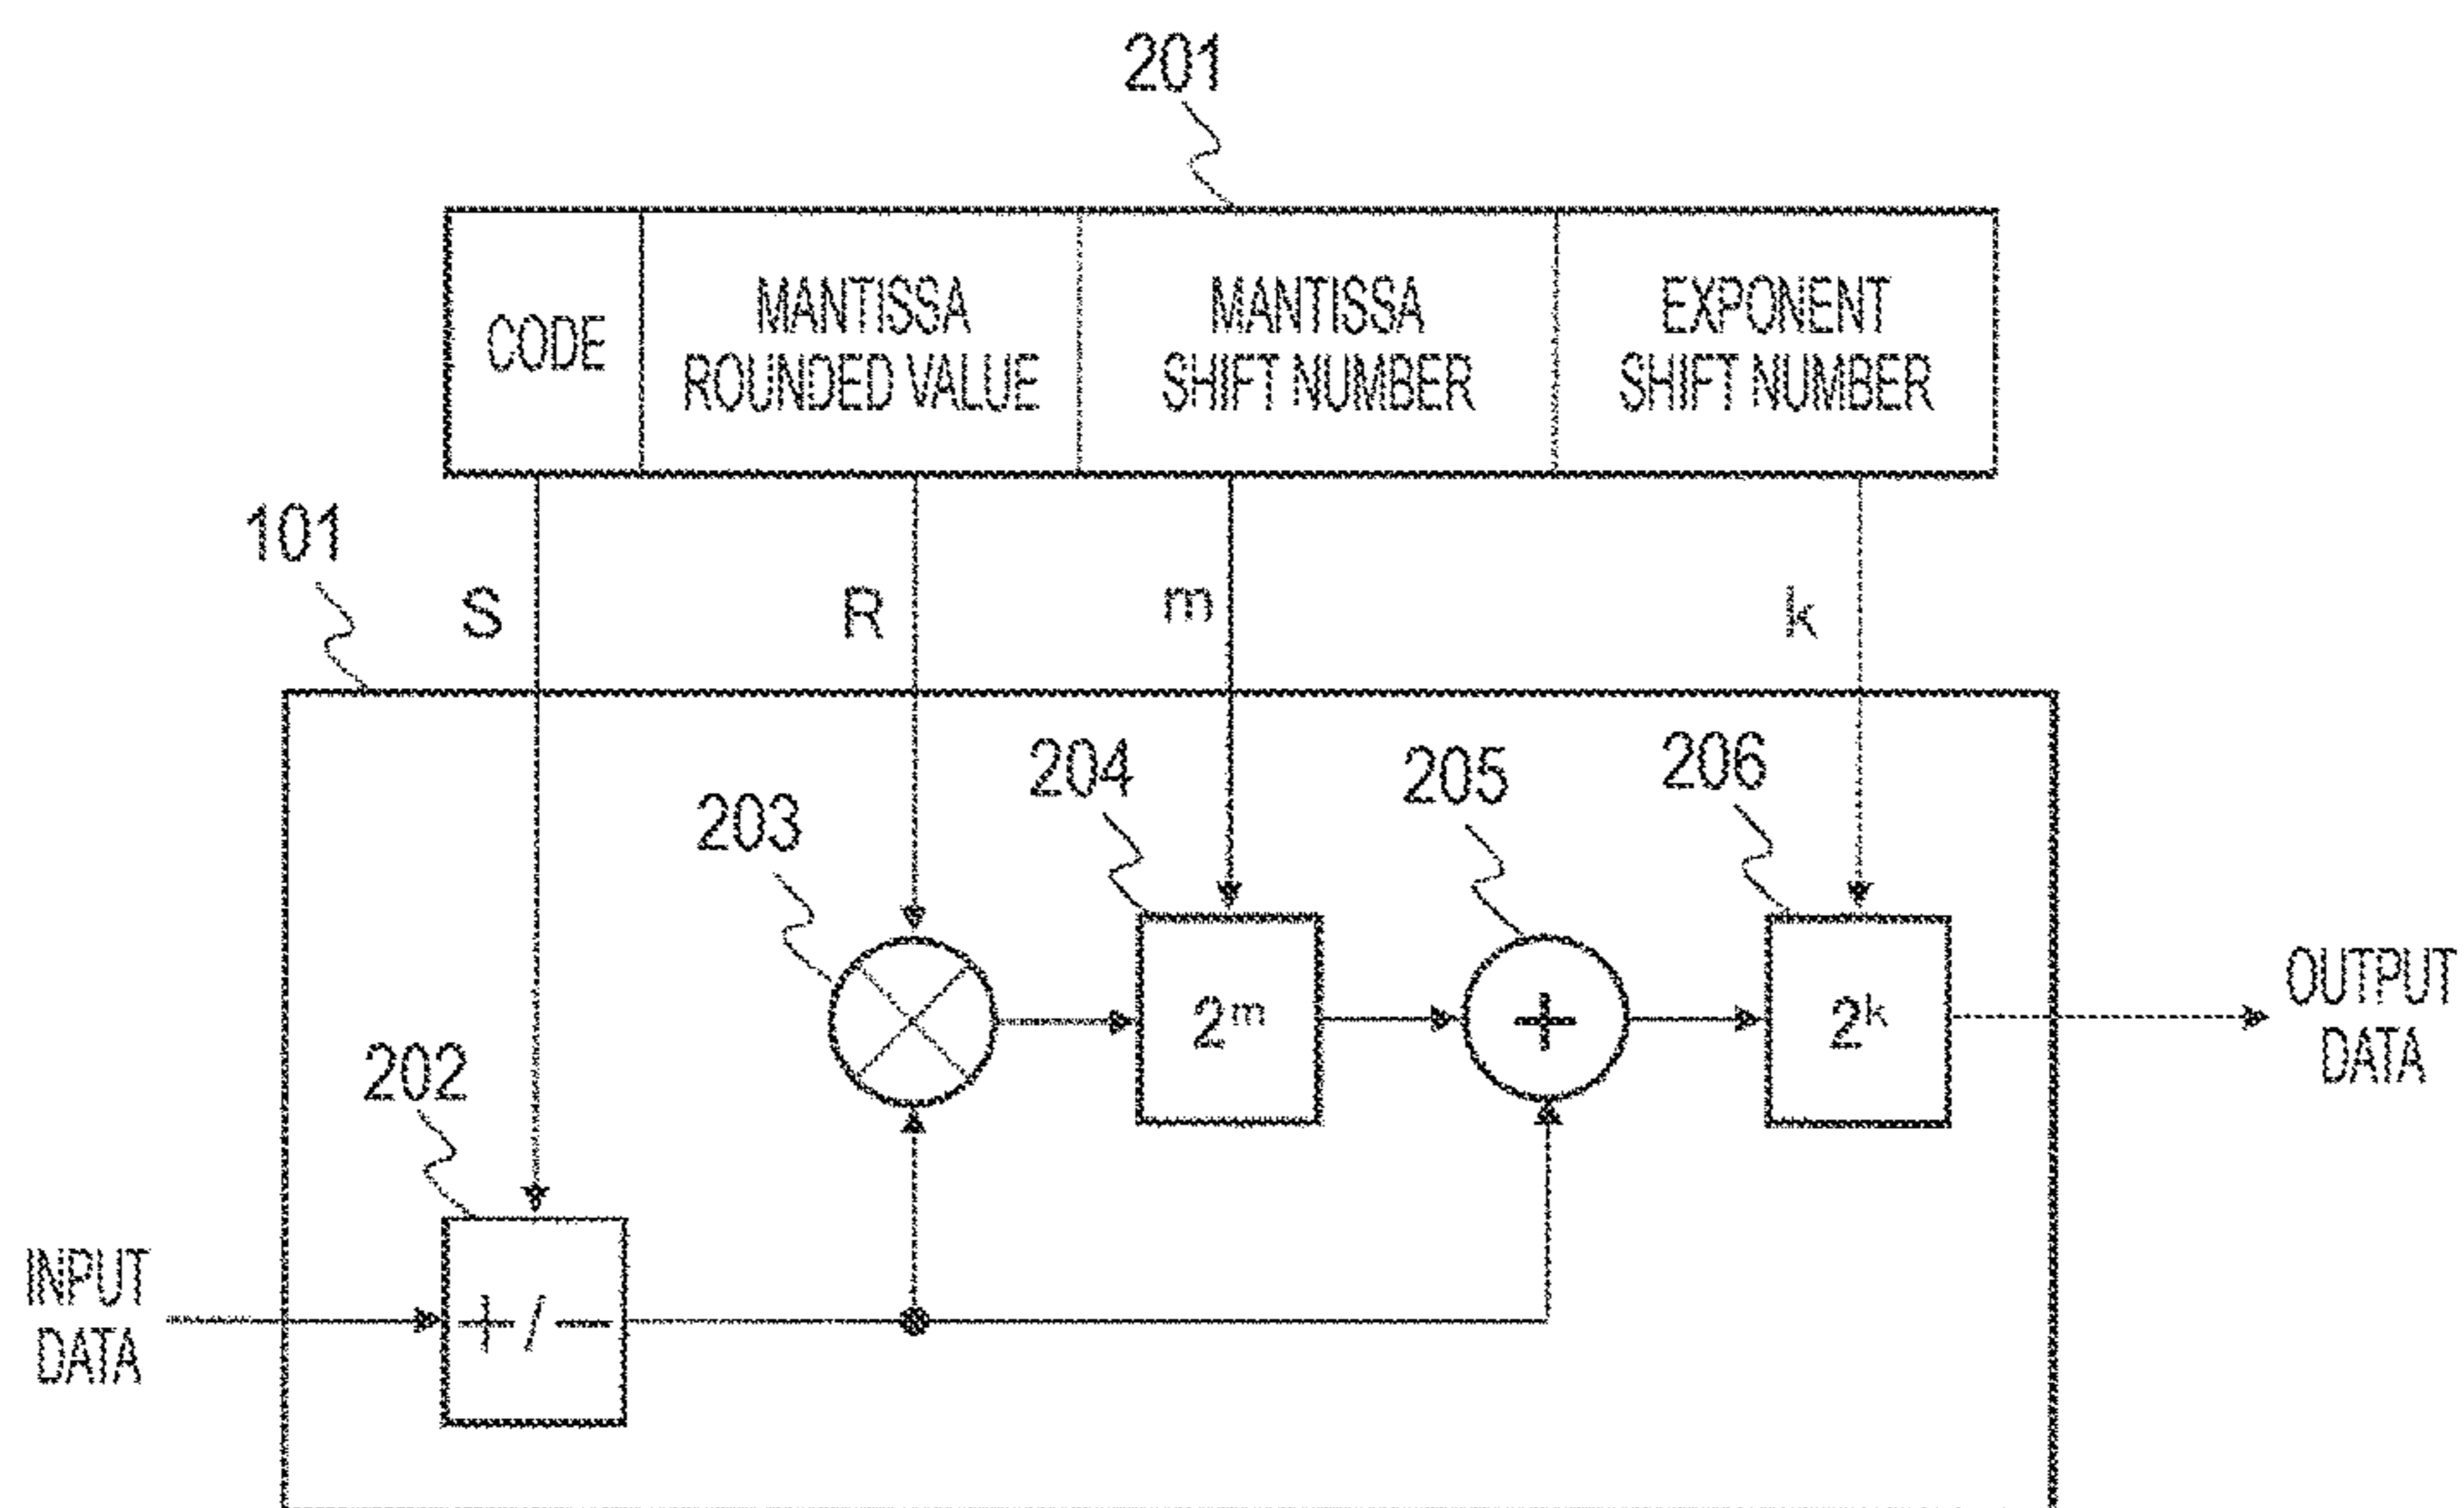 201
CODE
MANTISSA
ROUNDED VALUE
MANTISSA
SHIFT NUMBER
EXPONENT
SHIFT NUMBER
101
S
R
m
k
203
204
205
206
2ᵐ
+
2ᵏ
OUTPUT
DATA
202
INPUT
DATA
+/−